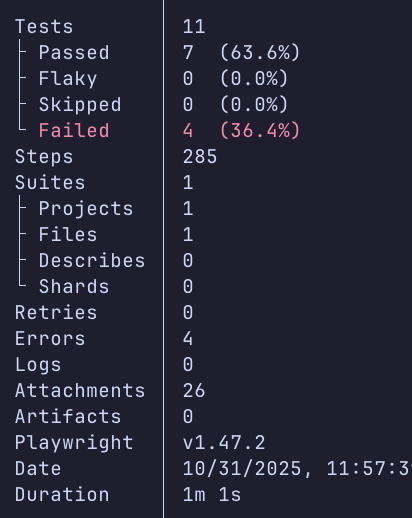 Tests 11
Passed 7 (63.6%)
Flaky 0 (0.0%)
Skipped 0 (0.0%)
Failed 4 (36.4%)
Steps 285
Suites 1
Projects 1
Files 1
Describes 0
Shards 0
Retries 0
Errors 4
Logs 0
Attachments 26
Artifacts 0
Playwright v1.47.2
Date 10/31/2025, 11:57:3
Duration 1m 1s